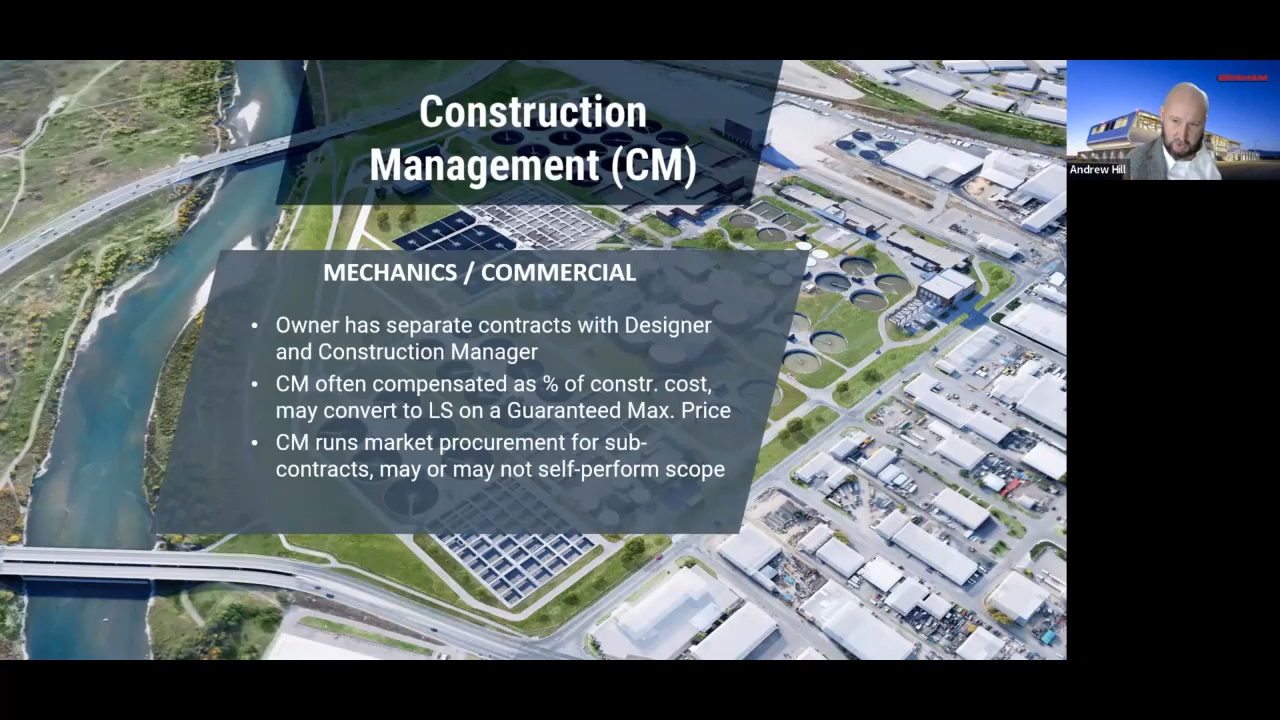 Construction
Management (CM)
MECHANICS / COMMERCIAL
• Owner has separate contracts with Designer
and Construction Manager
• CM often compensated as % of constr. cost,
may convert to LS on a Guaranteed Max. Price
• CM runs market procurement for sub-
contracts, may or may not self-perform scope
GRAHAM
Andrew Hill